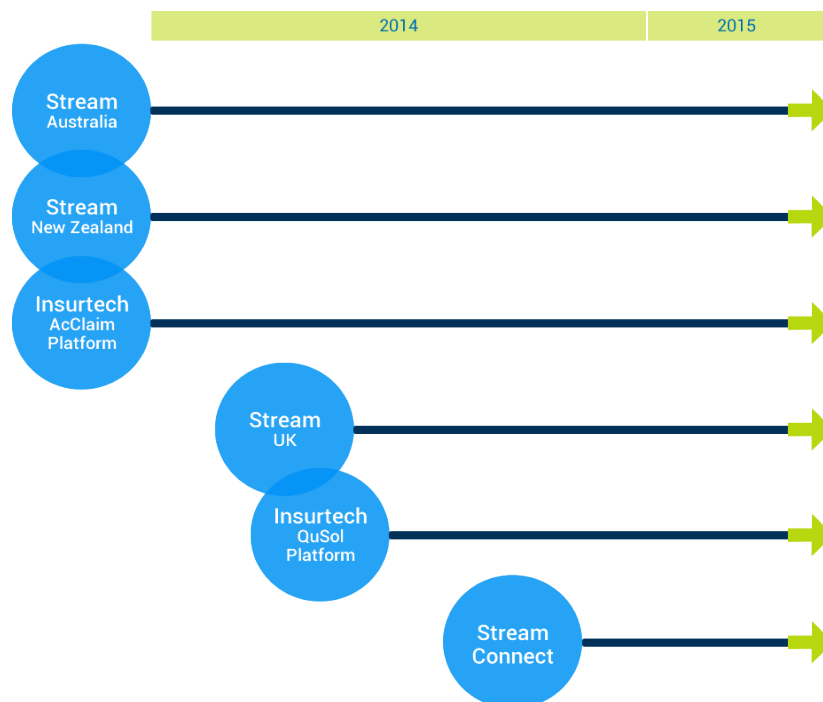 2014
2015
Stream
Australia
Stream
New Zealand
Insurtech
AcClaim
Platform
Stream
UK
Insurtech
QuSol
Platform
Stream
Connect